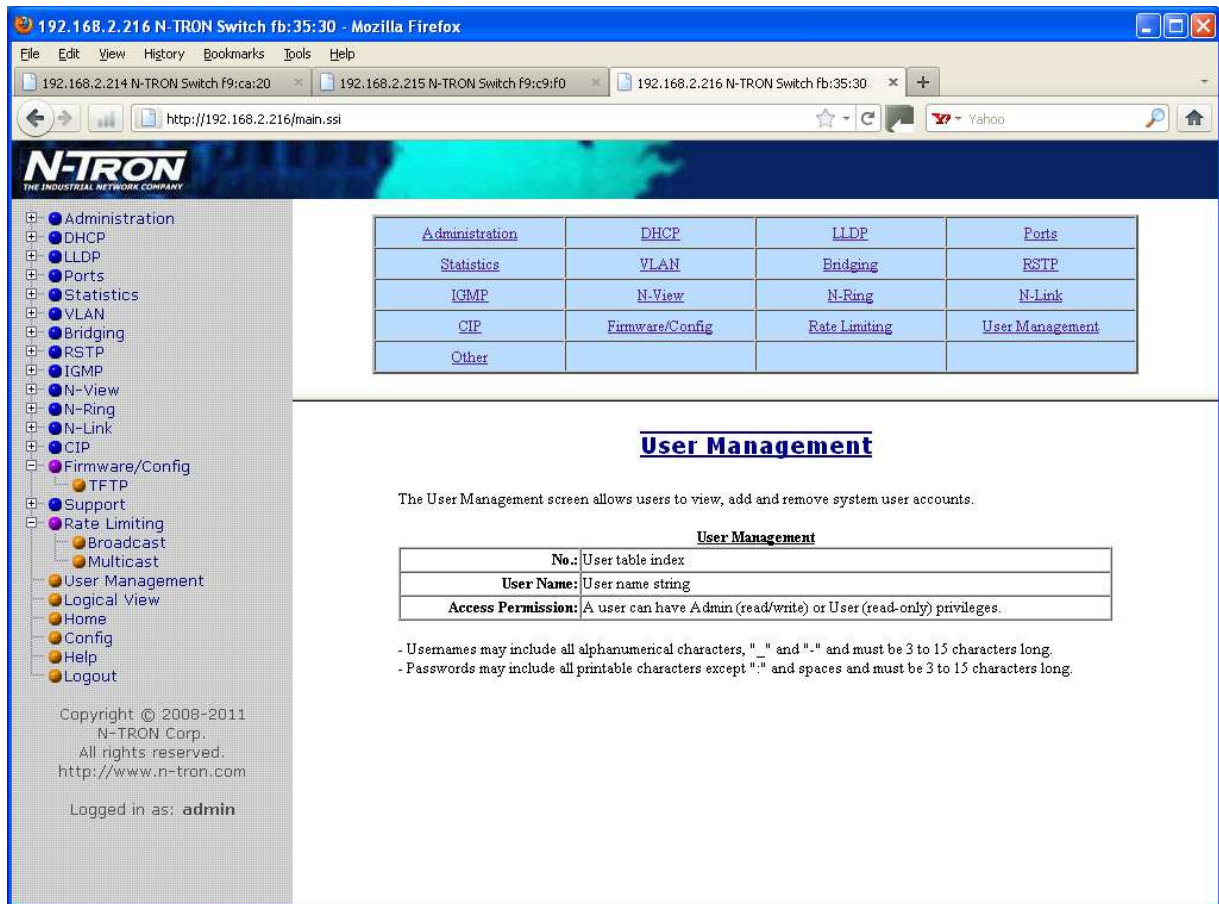 192.168.2.216 N-TRON Switch fb:35:30 - Mozilla Firefox
File Edit View History Bookmarks Tools Help
192.168.2.214 N-TRON Switch f9:ca:20
192.168.2.215 N-TRON Switch f9:c9:f0
192.168.2.216 N-TRON Switch fb:35:30
http://192.168.2.216/main.ssi
Yahoo
N-TRON
THE INDUSTRIAL NETWORK COMPANY
Administration
DHCP
LLDP
Ports
Statistics
VLAN
Bridging
RSTP
IGMP
N-View
N-Ring
N-Link
CIP
Firmware/Config
TFTP
Support
Rate Limiting
Broadcast
Multicast
User Management
Logical View
Home
Config
Help
Logout
Copyright © 2008-2011
N-TRON Corp.
All rights reserved.
http://www.n-tron.com
Logged in as: admin
Administration DHCP LLDP Ports
Statistics VLAN Bridging RSTP
IGMP N-View N-Ring N-Link
CIP Firmware/Config Rate Limiting User Management
Other
User Management
The User Management screen allows users to view, add and remove system user accounts.
User Management
No.: User table index
User Name: User name string
Access Permission: A user can have Admin (read/write) or User (read-only) privileges.
- Usernames may include all alphanumerical characters, "_" and "-" and must be 3 to 15 characters long.
- Passwords may include all printable characters except ":" and spaces and must be 3 to 15 characters long.